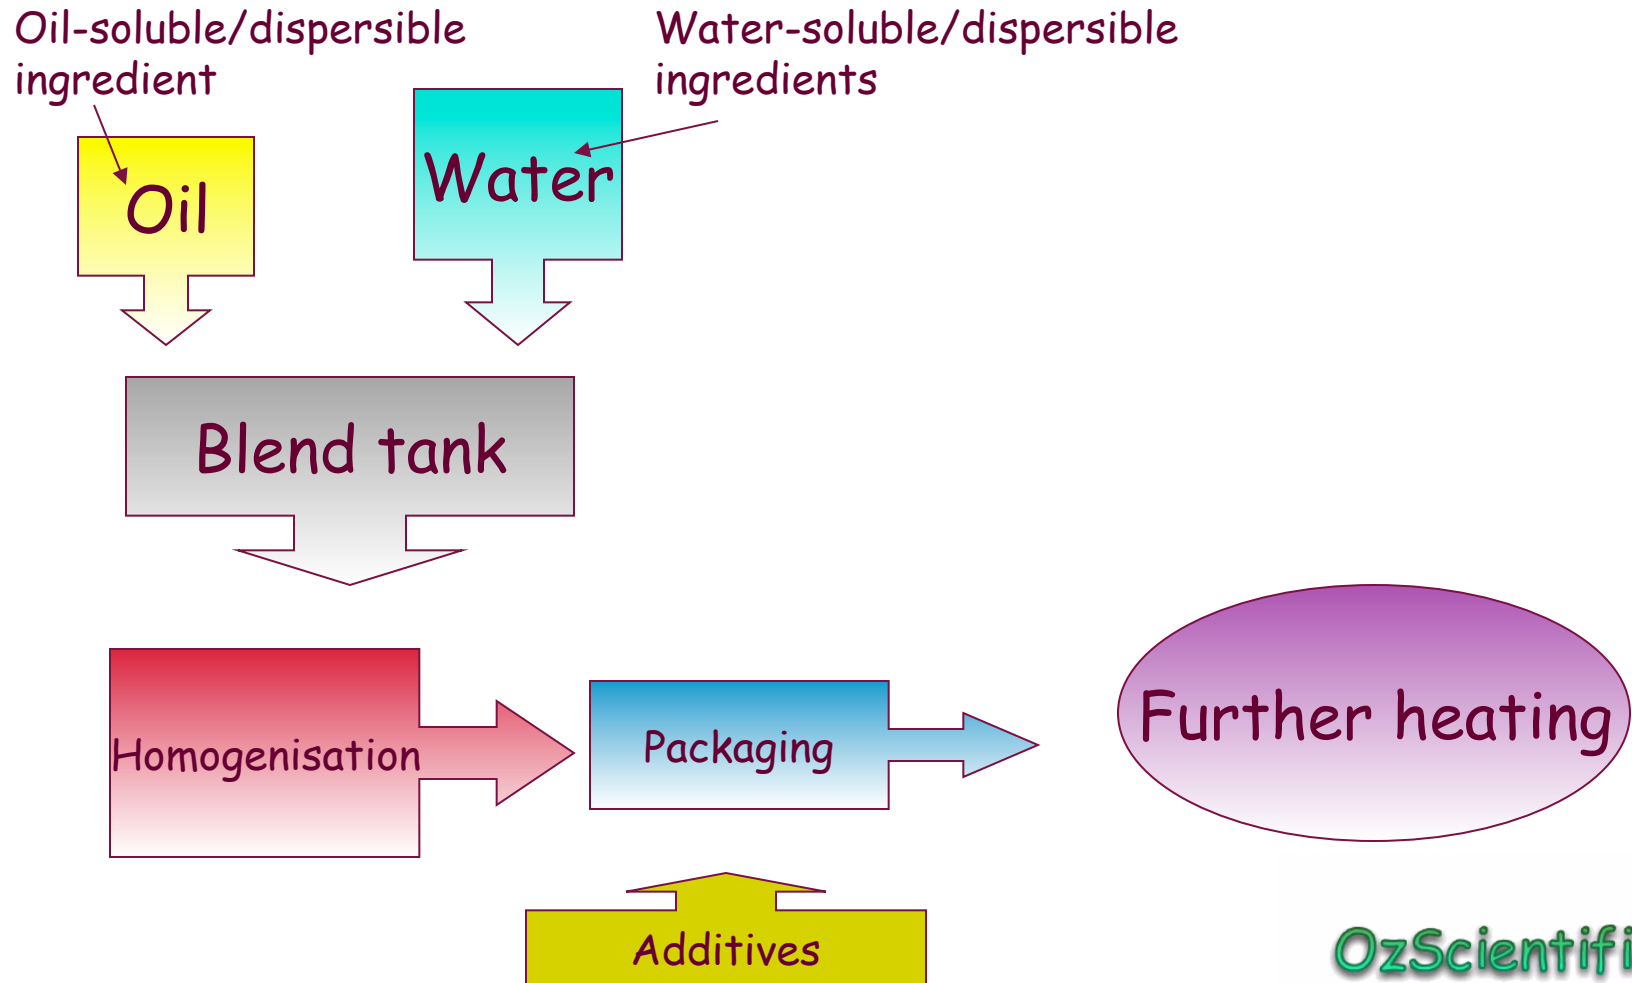 Oil-soluble/dispersible
ingredient
Water-soluble/dispersible
ingredients
Oil
Water
Blend tank
Homogenisation
Packaging
Further heating
Additives
OzScientifi